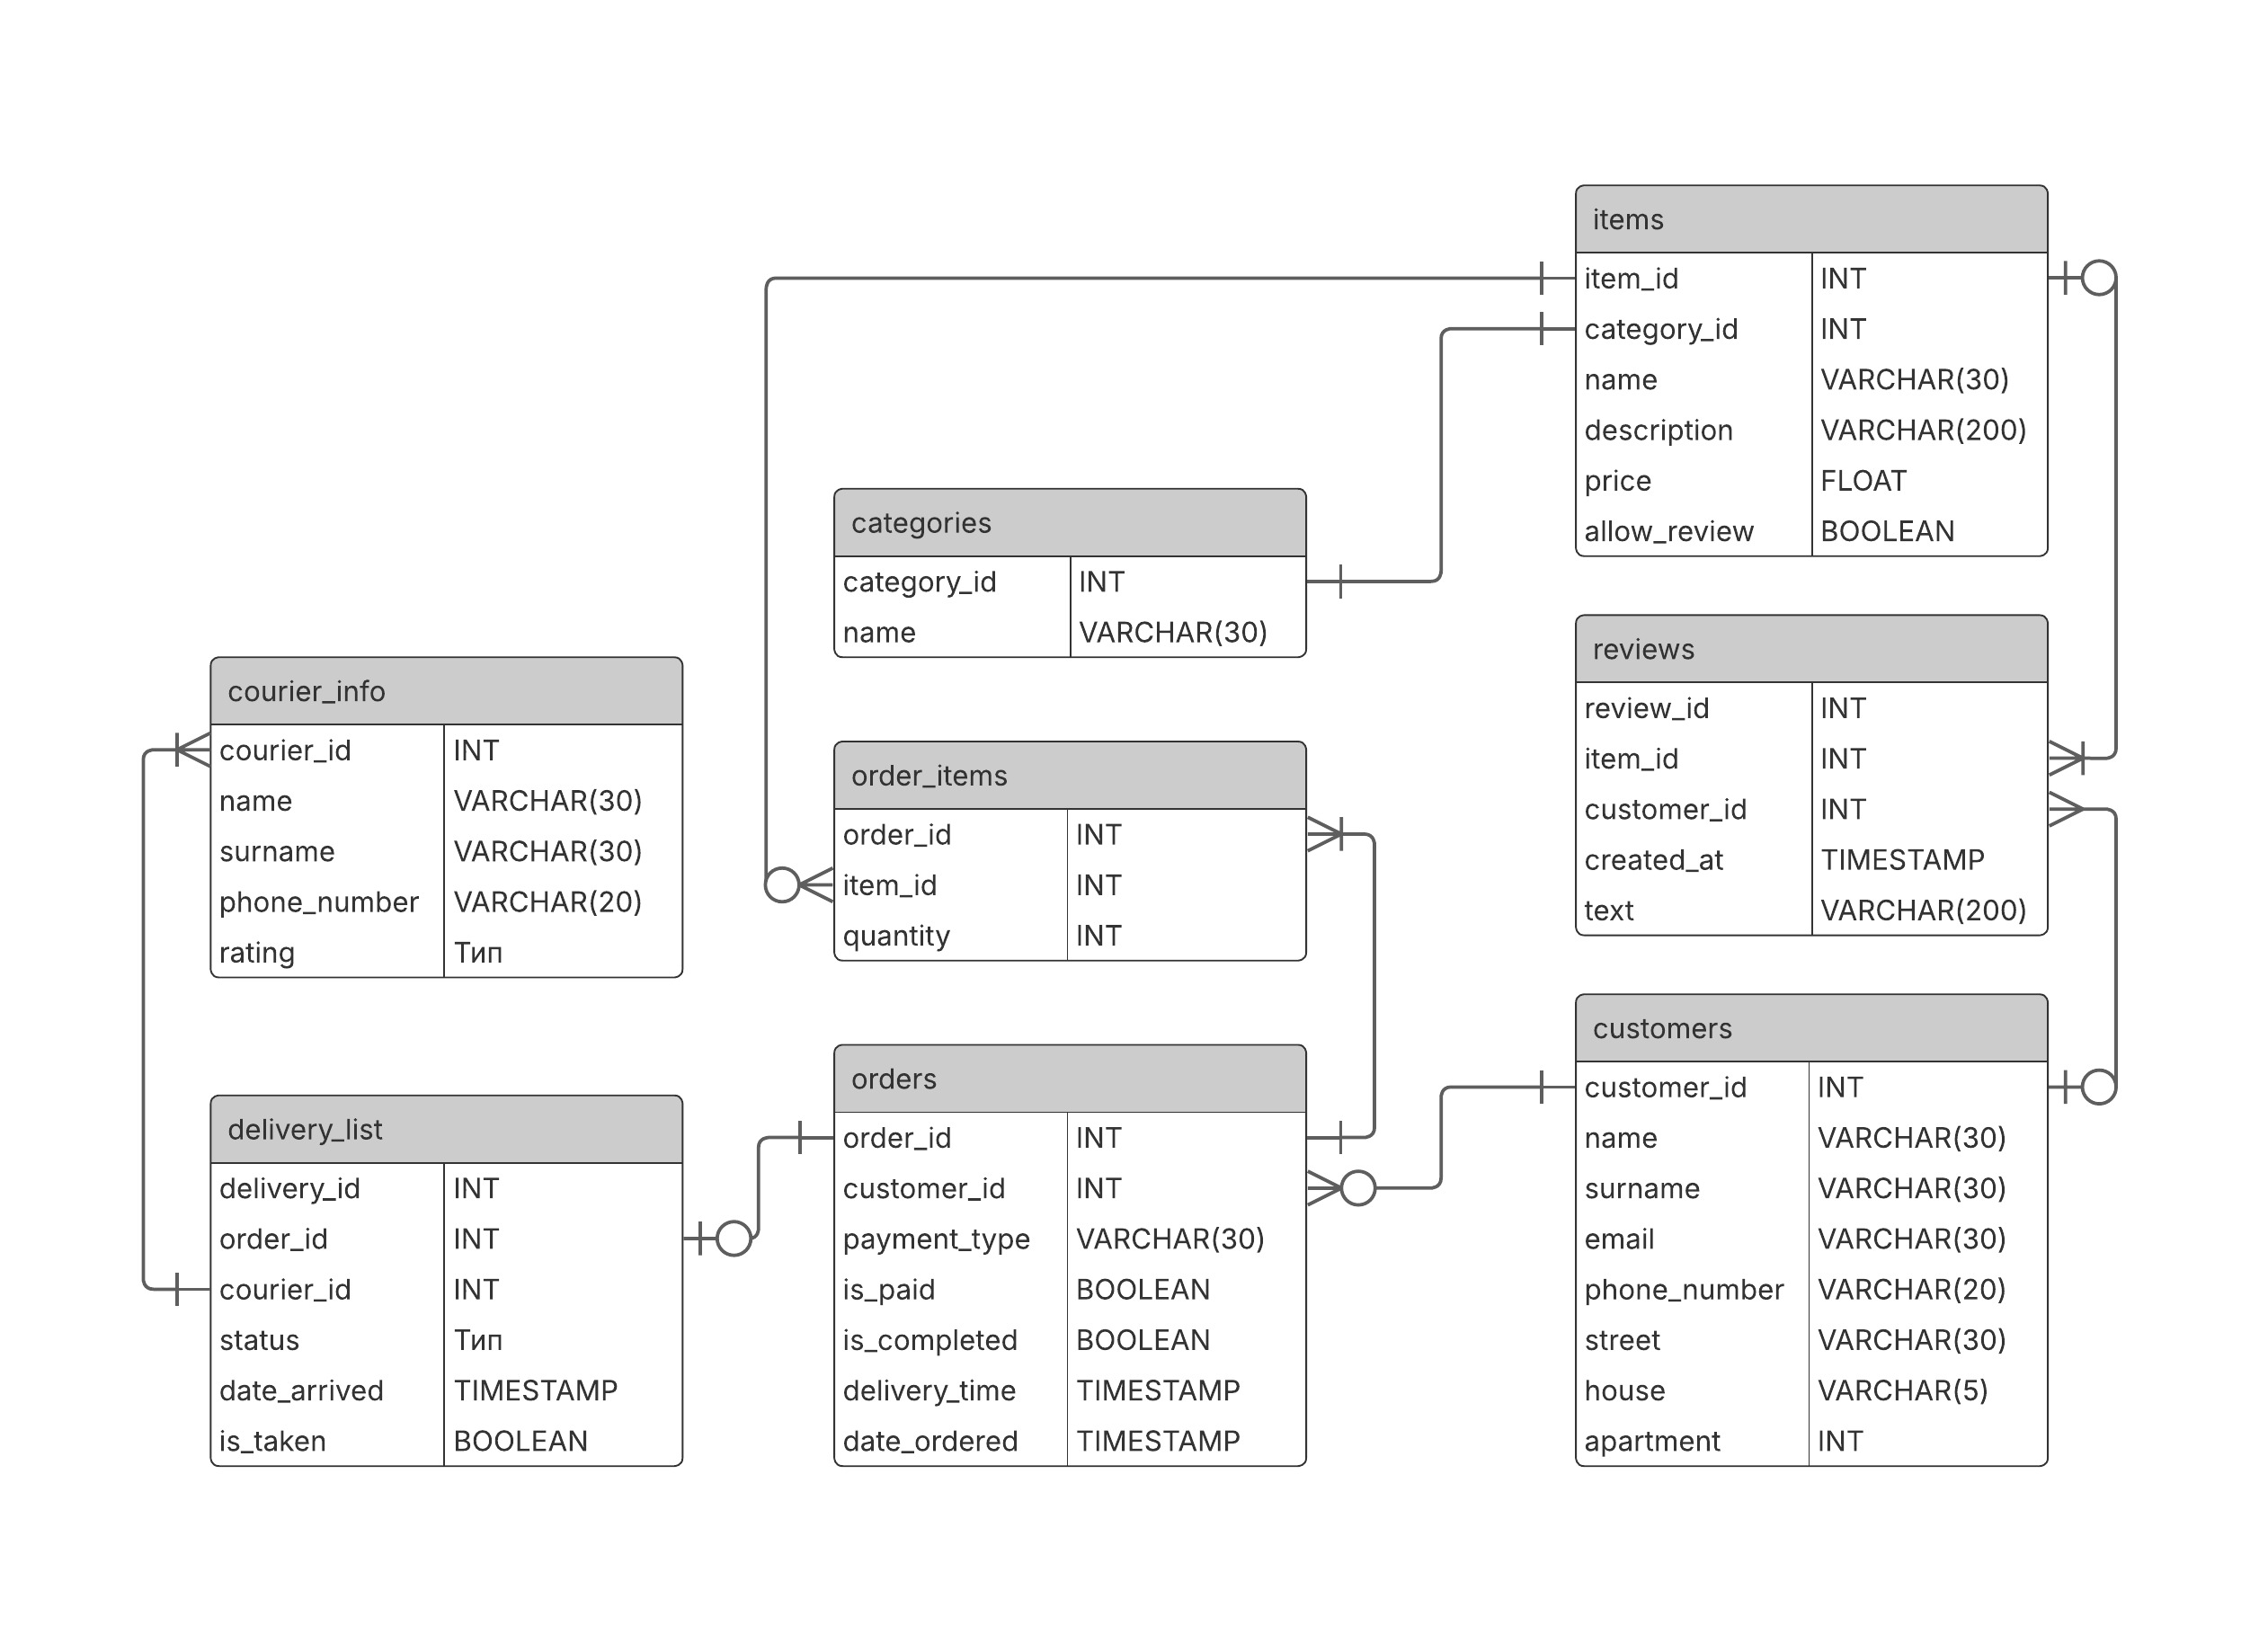 items
item_id INT
category_id INT
name VARCHAR(30)
description VARCHAR(200)
price FLOAT
allow_review BOOLEAN
categories
category_id INT
name VARCHAR(30)
reviews
review_id INT
item_id INT
customer_id INT
created_at TIMESTAMP
text VARCHAR(200)
courier_info
courier_id INT
name VARCHAR(30)
surname VARCHAR(30)
phone_number VARCHAR(20)
rating Тип
order_items
order_id INT
item_id INT
quantity INT
customers
customer_id INT
name VARCHAR(30)
surname VARCHAR(30)
email VARCHAR(30)
phone_number VARCHAR(20)
street VARCHAR(30)
house VARCHAR(5)
apartment INT
orders
order_id INT
customer_id INT
payment_type VARCHAR(30)
is_paid BOOLEAN
is_completed BOOLEAN
delivery_time TIMESTAMP
date_ordered TIMESTAMP
delivery_list
delivery_id INT
order_id INT
courier_id INT
status Тип
date_arrived TIMESTAMP
is_taken BOOLEAN